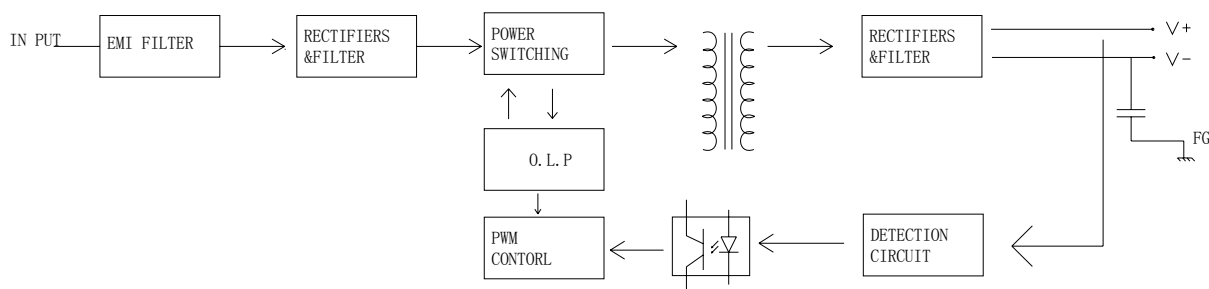 IN PUT
EMI FILTER
RECTIFIERS
&FILTER
POWER
SWITCHING
RECTIFIERS
&FILTER
V+
V-
FG
O.L.P
PWM
CONTORL
DETECTION
CIRCUIT